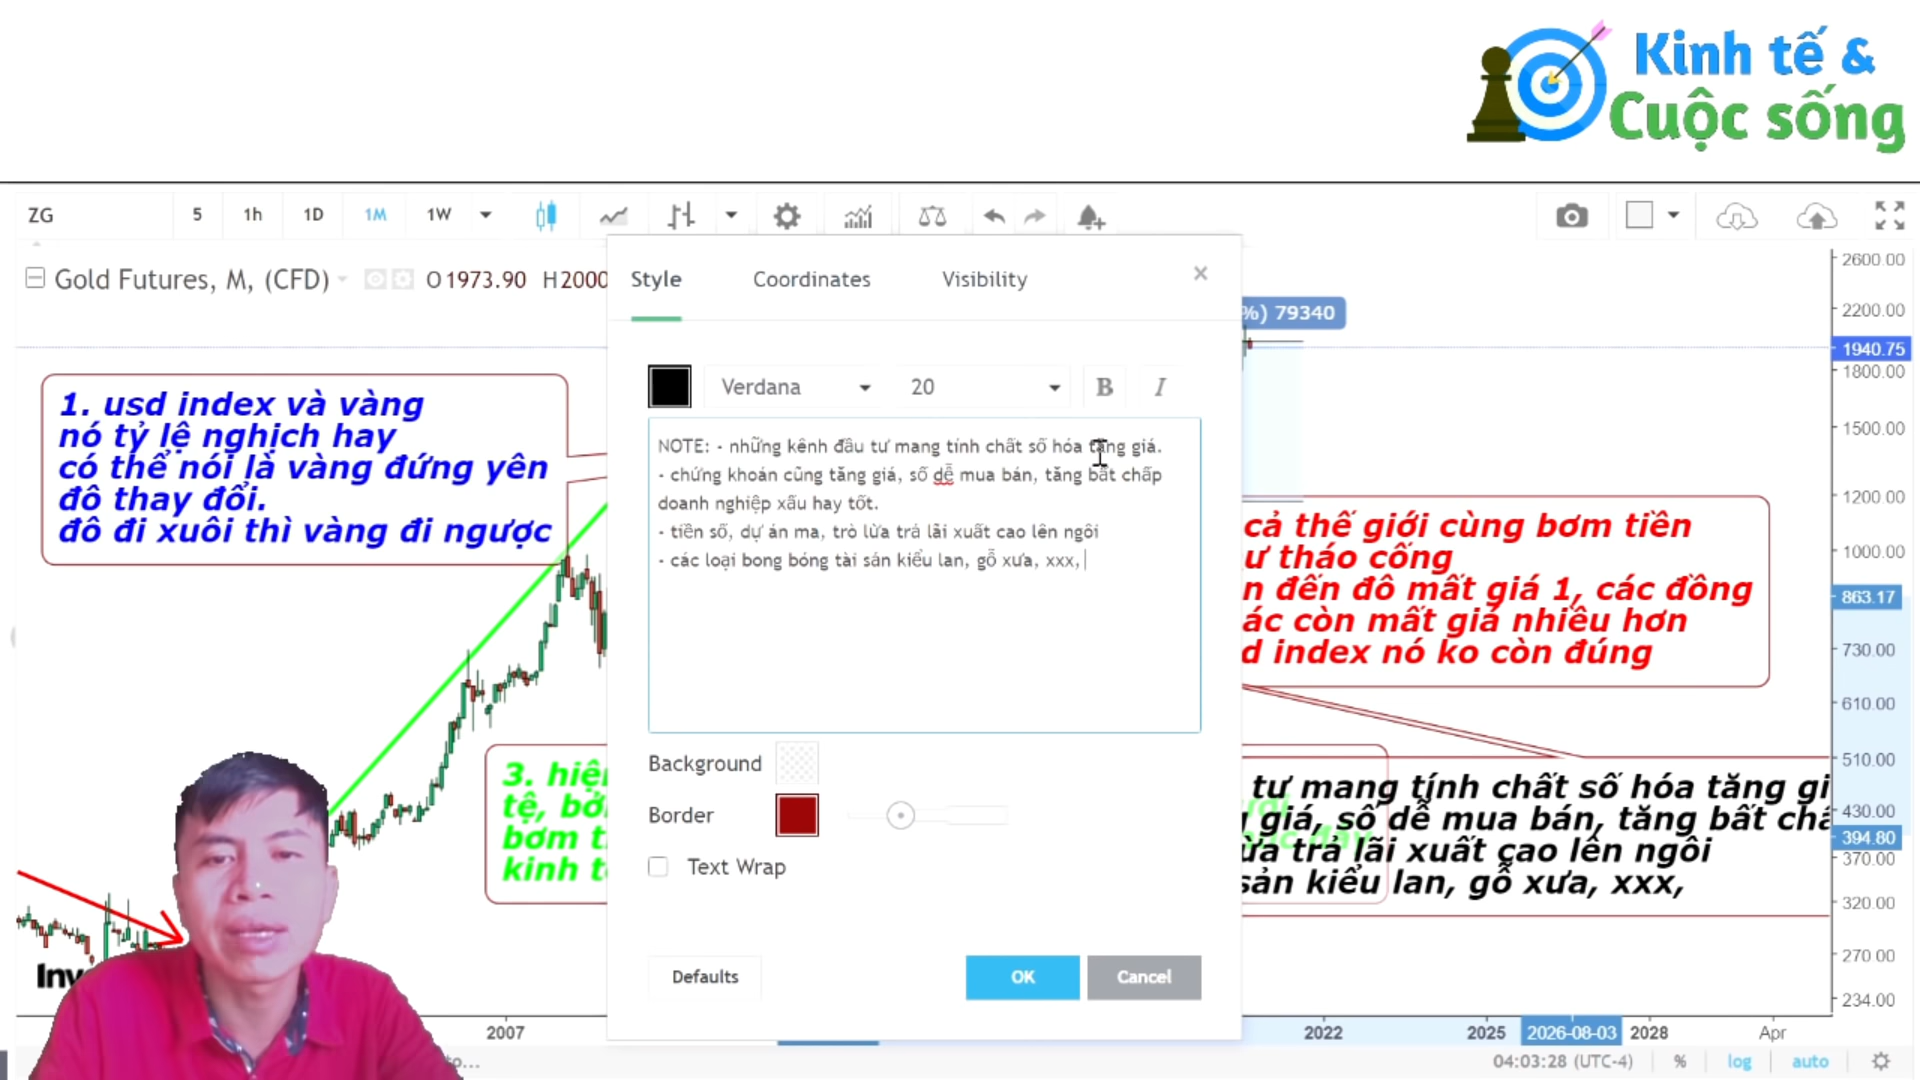 Kinh tế &
Cuộc sống
ZG
5
1h
1D
1M
1W
Gold Futures, M, (CFD)
O 1973.90 H 2000
Style
Coordinates
Visibility
%) 79340
Verdana
20
B
I
1. usd index và vàng
nó tỷ lệ nghịch hay
có thể nói là vàng đứng yên
đô thay đổi.
đô đi xuôi thì vàng đi ngược
NOTE: - những kênh đầu tư mang tính chất số hóa tăng giá.
- chứng khoán cũng tăng giá, số dễ mua bán, tăng bất chấp
doanh nghiệp xấu hay tốt.
- tiền số, dự án ma, trò lừa trả lãi xuất cao lên ngôi
- các loại bong bóng tài sản kiểu lan, gỗ xưa, xxx,
cả thế giới cùng bơm tiền
ư tháo cống
n đến đô mất giá 1, các đồng
ác còn mất giá nhiều hơn
d index nó ko còn đúng
Background
Border
Text Wrap
Defaults
OK
Cancel
3. hiệ
tệ, bở
bơm t
kinh t
tư mang tính chất số hóa tăng gi
giá, số dễ mua bán, tăng bất chấ
ừa trả lãi xuất cao lên ngôi
sản kiểu lan, gỗ xưa, xxx,
Inv
2600.00
2200.00
1940.75
1800.00
1500.00
1200.00
1000.00
863.17
730.00
610.00
510.00
430.00
394.80
370.00
320.00
270.00
234.00
2007
2022
2025
2026-08-03
2028
Apr
04:03:28 (UTC-4)
%
log
auto